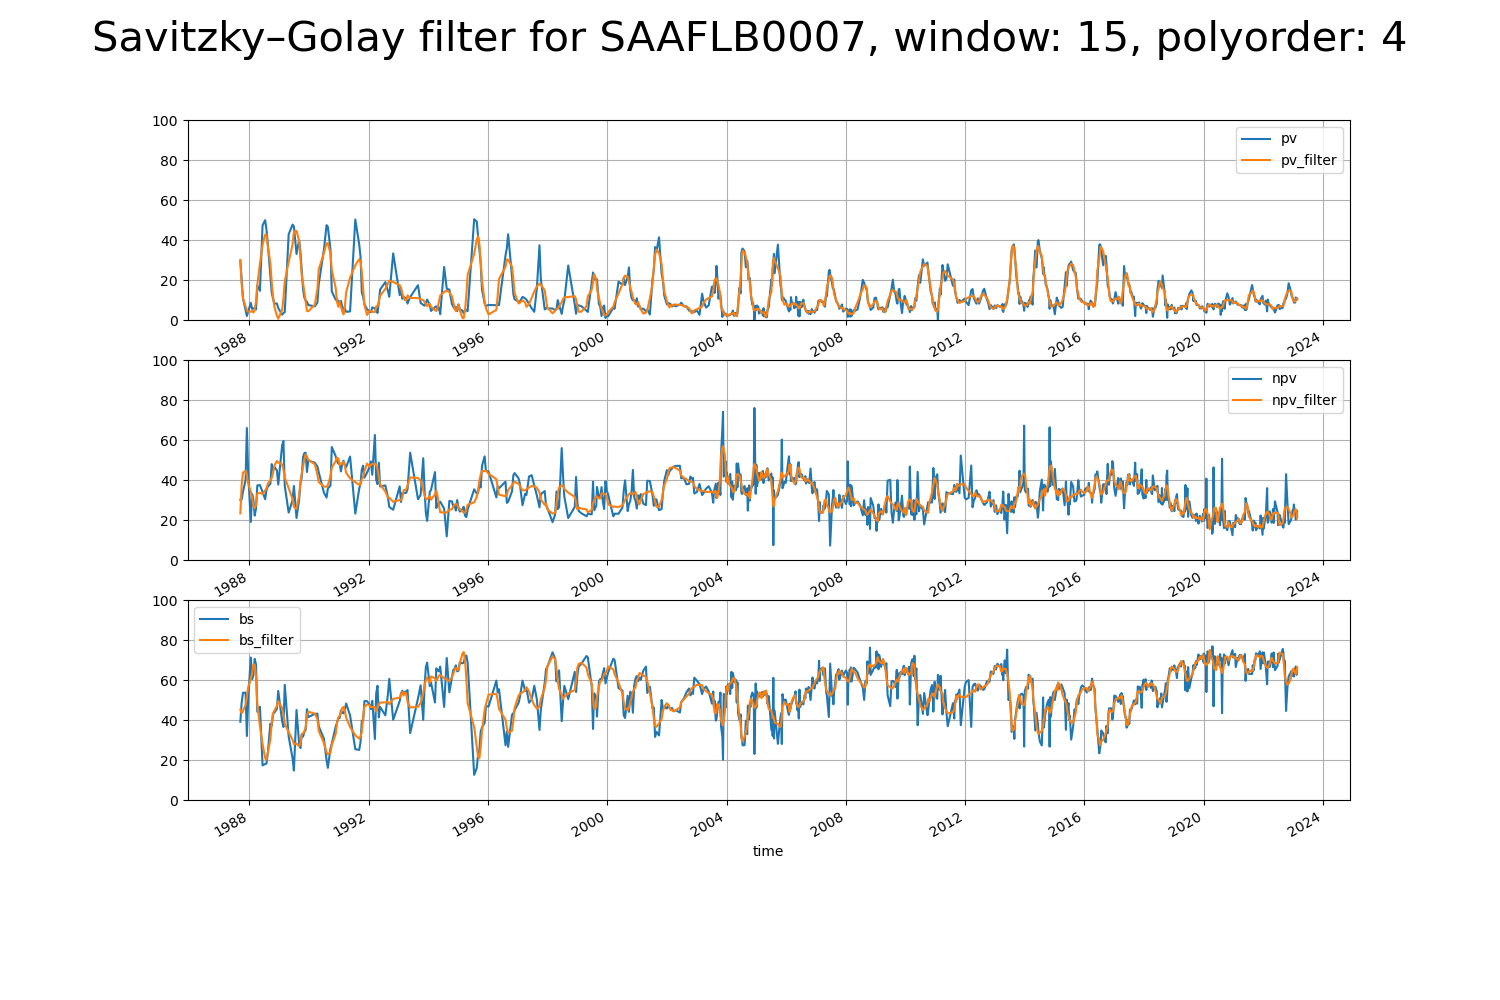 Savitzky–Golay filter for SAAFLB0007, window: 15, polyorder: 4
100
80
60
40
20
0
pv
pv_filter
1988 1992 1996 2000 2004 2008 2012 2016 2020 2024
100
80
60
40
20
0
npv
npv_filter
1988 1992 1996 2000 2004 2008 2012 2016 2020 2024
100
80
60
40
20
0
bs
bs_filter
1988 1992 1996 2000 2004 2008 2012 2016 2020 2024
time